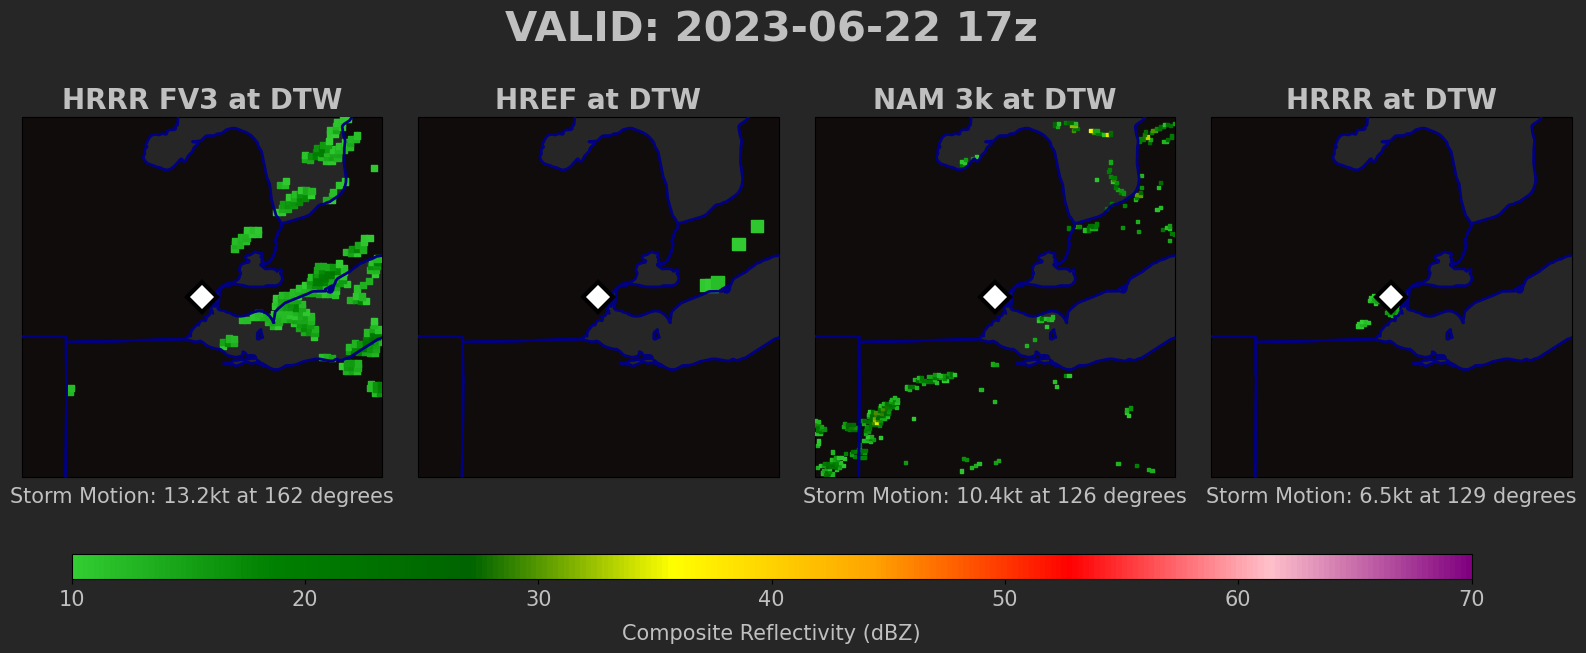 VALID: 2023-06-22 17z
HRRR FV3 at DTW
HREF at DTW
NAM 3k at DTW
HRRR at DTW
Storm Motion: 13.2kt at 162 degrees
Storm Motion: 10.4kt at 126 degrees
Storm Motion: 6.5kt at 129 degrees
10 20 30 40 50 60 70
Composite Reflectivity (dBZ)